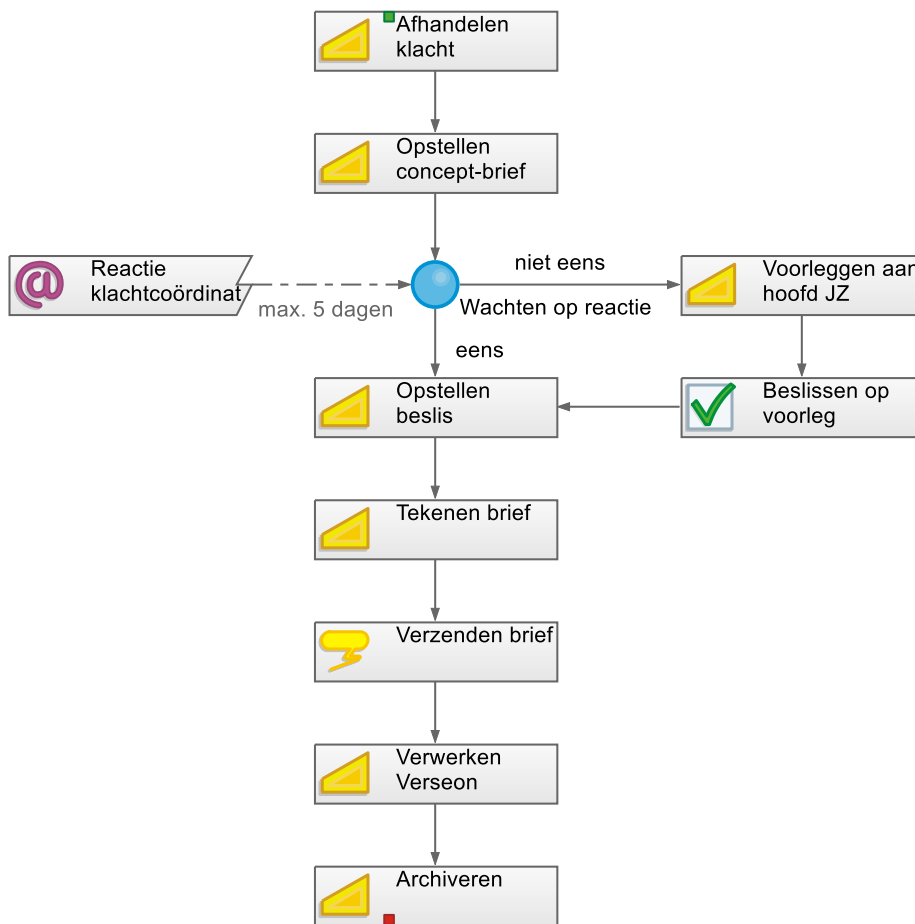 Afhandelen
klacht
Opstellen
concept-brief
Reactie
klachtcoördinat
max. 5 dagen
niet eens
Wachten op reactie
eens
Voorleggen aan
hoofd JZ
Opstellen
beslis
Beslissen op
voorleg
Tekenen brief
Verzenden brief
Verwerken
Verseon
Archiveren